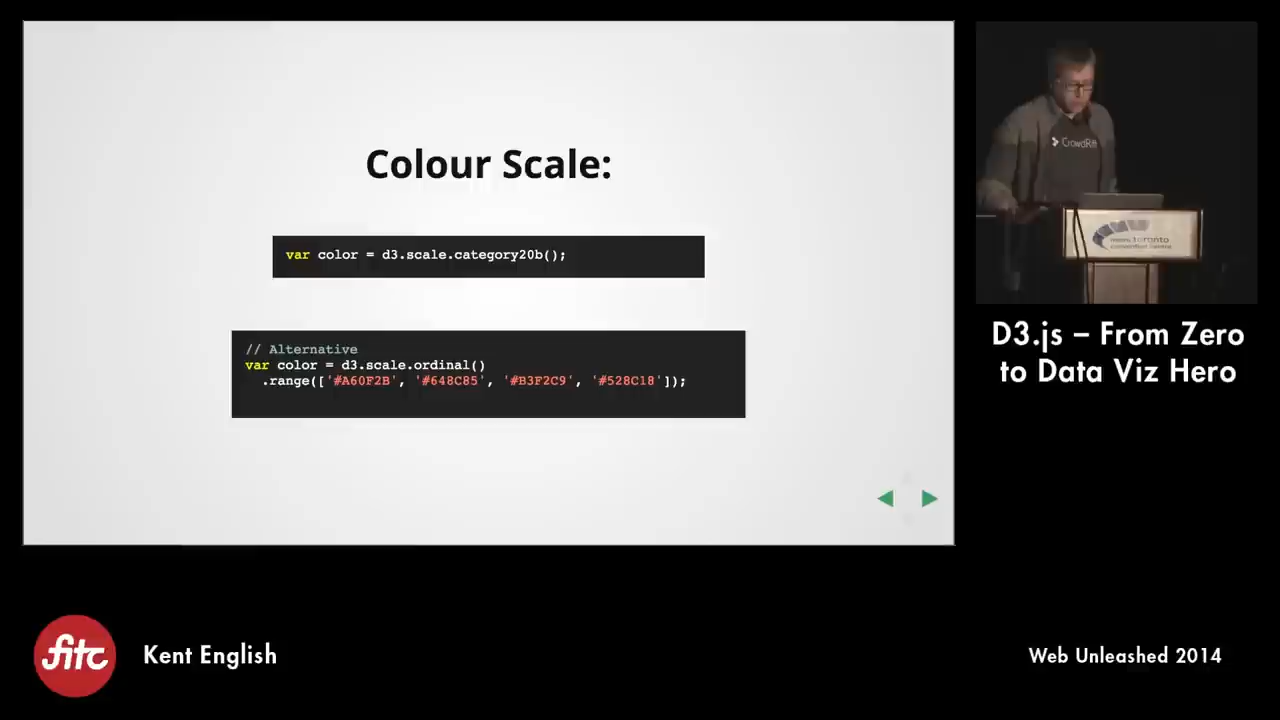 Colour Scale:
var color = d3.scale.category20b();
// Alternative
var color = d3.scale.ordinal()
.range(['#A60F2B', '#648C85', '#B3F2C9', '#528C18']);
D3.js – From Zero
to Data Viz Hero
fitc
Kent English
Web Unleashed 2014